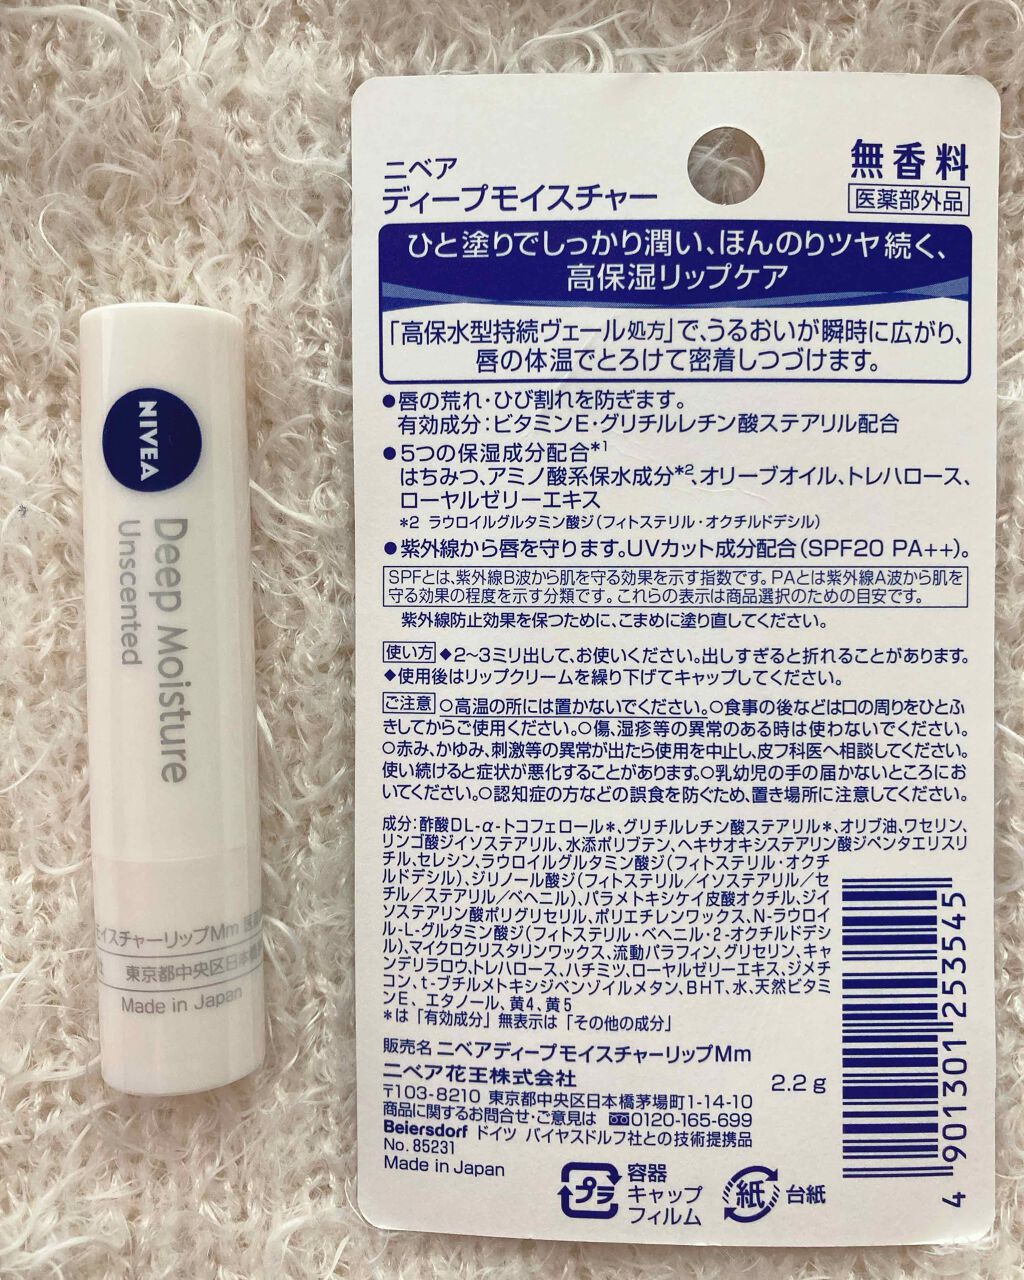 NIVEA
Deep Moisture
Unscented
イスチャーリップMm 医薬
東京都中央区日本橋
Made in Japan
ニベア
ディープモイスチャー
無香料
医薬部外品
ひと塗りでしっかり潤い、ほんのりツヤ続く、
高保湿リップケア
「高保水型持続ヴェール処方」で、うるおいが瞬時に広がり、
唇の体温でとろけて密着しつづけます。
●唇の荒れ・ひび割れを防ぎます。
有効成分：ビタミンE・グリチルレチン酸ステアリル配合
●5つの保湿成分配合*1
はちみつ、アミノ酸系保水成分*2、オリーブオイル、トレハロース、
ローヤルゼリーエキス
*2 ラウロイルグルタミン酸ジ（フィトステリル・オクチルドデシル）
●紫外線から唇を守ります。UVカット成分配合（SPF20 PA++）。
SPFとは、紫外線B波から肌を守る効果を示す指数です。PAとは紫外線A波から肌を
守る効果の程度を示す分類です。これらの表示は商品選択のための目安です。
紫外線防止効果を保つために、こまめに塗り直してください。
使い方 ◆2〜3ミリ出して、お使いください。出しすぎると折れることがあります。
◆使用後はリップクリームを繰り下げてキャップしてください。
ご注意 ○高温の所には置かないでください。○食事の後などは口の周りをひとふ
きしてからご使用ください。○傷、湿疹等の異常のある時は使わないでください。
○赤み、かゆみ、刺激等の異常が出たら使用を中止し、皮フ科医へ相談してください。
使い続けると症状が悪化することがあります。○乳幼児の手の届かないところにお
いてください。○認知症の方などの誤食を防ぐため、置き場所に注意してください。
成分：酢酸DL-α-トコフェロール*、グリチルレチン酸ステアリル*、オリブ油、ワセリン、
リンゴ酸ジイソステアリル、水添ポリブテン、ヘキサオキシステアリン酸ジペンタエリスリ
チル、セレシン、ラウロイルグルタミン酸ジ（フィトステリル・オクチ
ルドデシル）、ジリノール酸ジ（フィトステリル／イソステアリル／セ
チル／ステアリル／ベヘニル）、パラメトキシケイ皮酸オクチル、ジイ
ソステアリン酸ポリグリセリル、ポリエチレンワックス、N-ラウロイ
ル-L-グルタミン酸ジ（フィトステリル・ベヘニル・2-オクチルドデシ
ル）、マイクロクリスタリンワックス、流動パラフィン、グリセリン、キャ
ンデリラロウ、トレハロース、ハチミツ、ローヤルゼリーエキス、ジメチ
コン、t-ブチルメトキシジベンゾイルメタン、BHT、水、天然ビタミ
ンE、エタノール、黄4、黄5
*は「有効成分」無表示は「その他の成分」
販売名 ニベアディープモイスチャーリップMm
ニベア花王株式会社
2.2g
〒103-8210 東京都中央区日本橋茅場町1-14-10
商品に関するお問合せ・ご意見は 0120-165-699
Beiersdorf ドイツ バイヤスドルフ社との技術提携品
No. 85231
Made in Japan
プラ
容器
キャップ
フィルム
紙
台紙
4 901301 253545